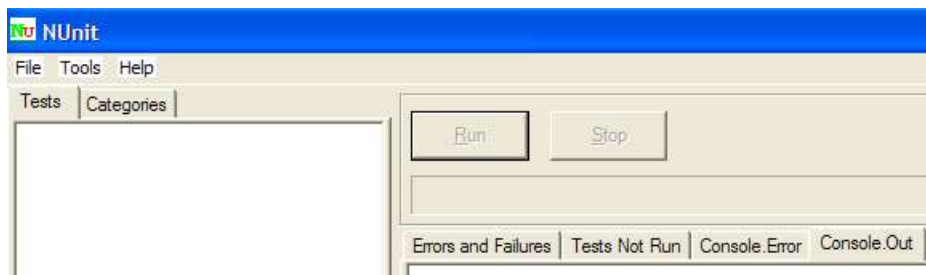 Nu NUnit
File Tools Help
Tests Categories
Run Stop
Errors and Failures Tests Not Run Console.Error Console.Out